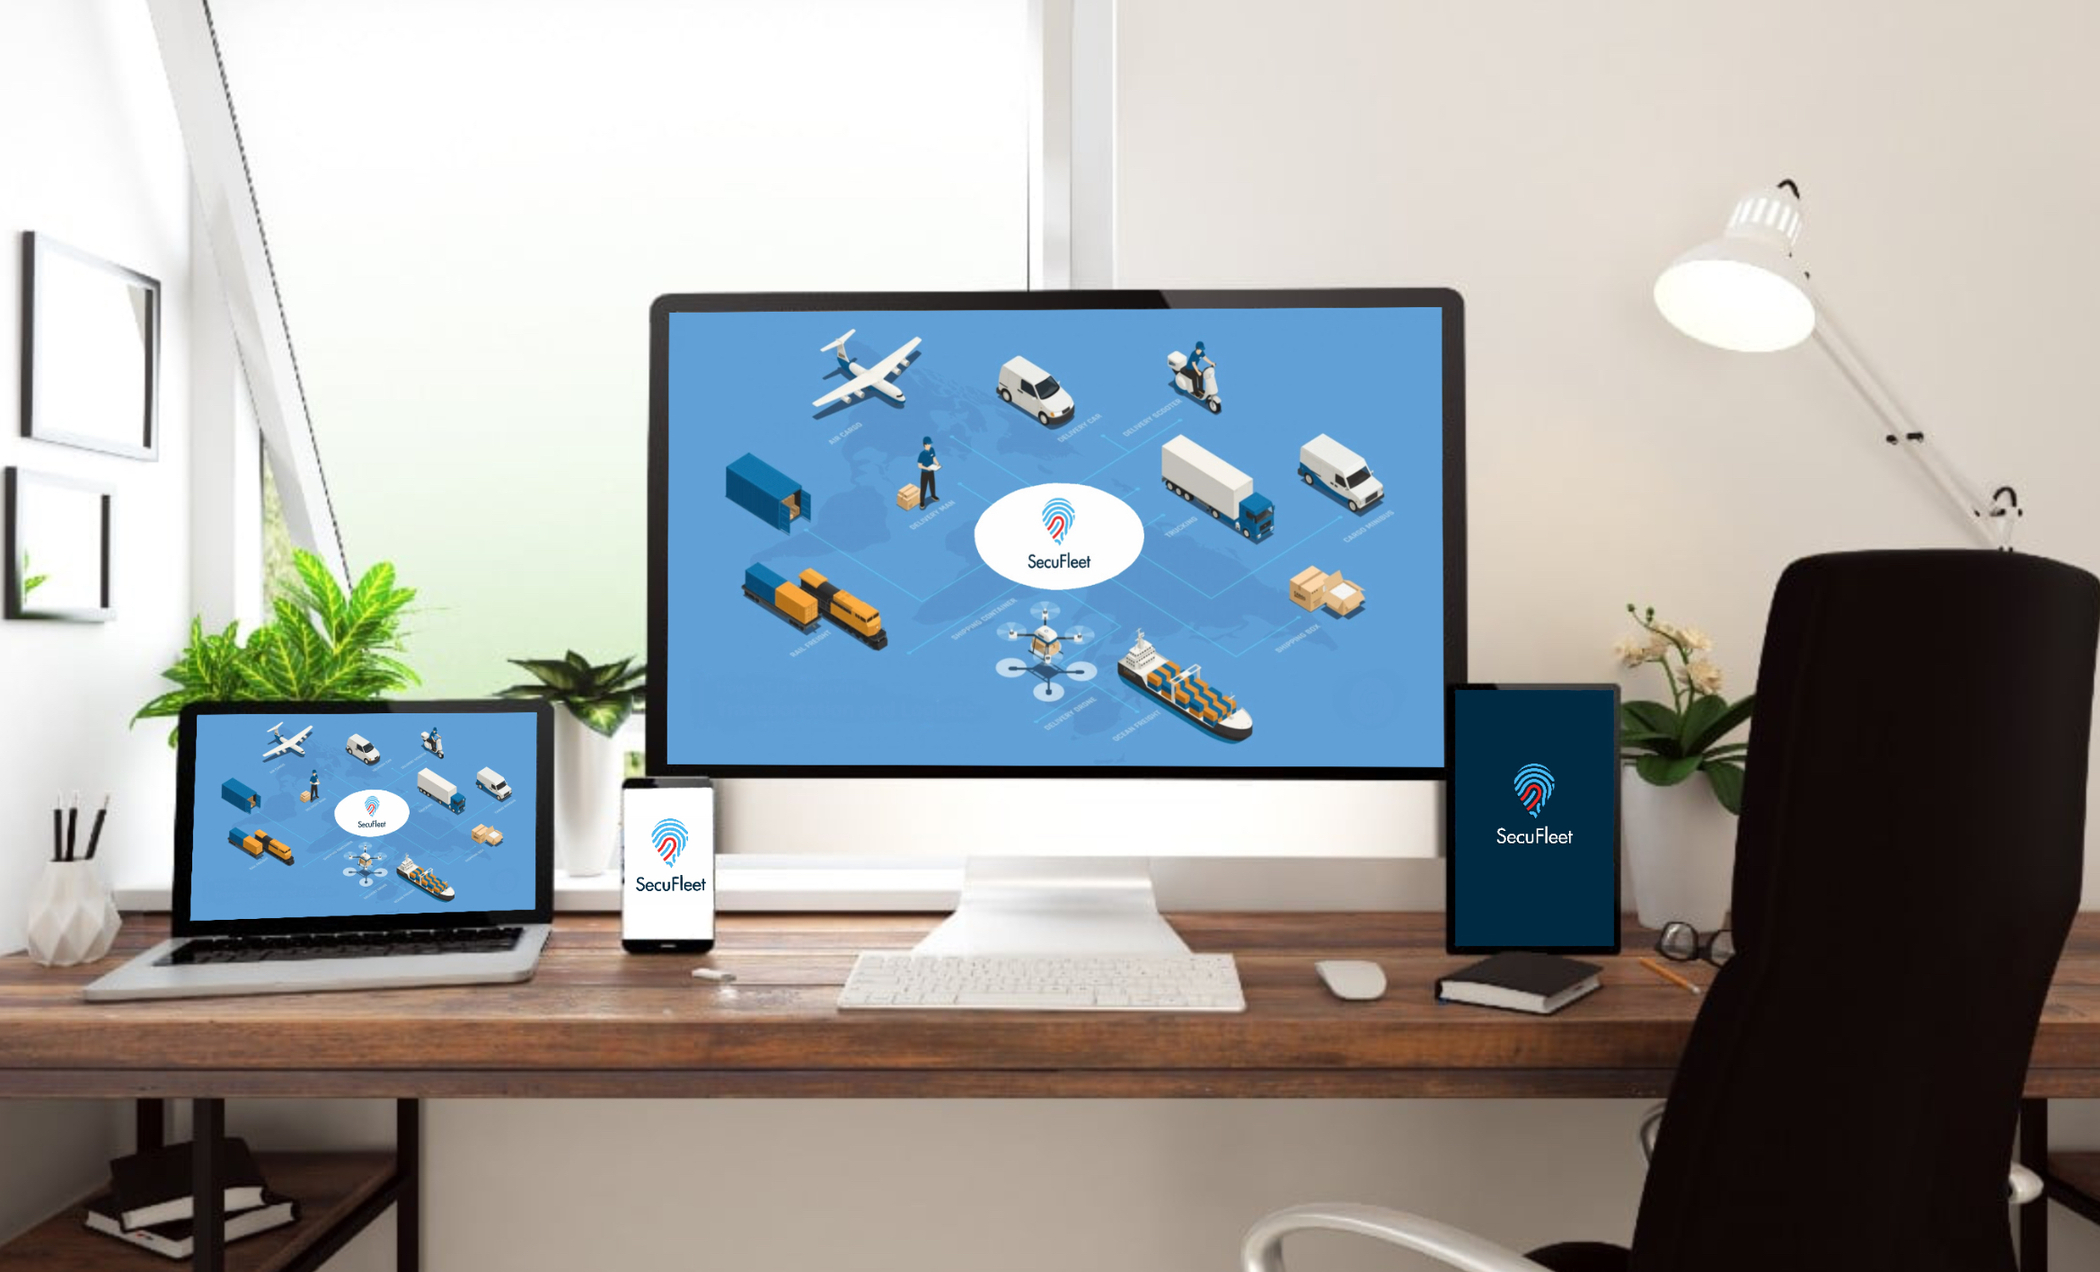 AIR CARGO
DELIVERY CAR
DELIVERY SCOOTER
DELIVERY MAN
TRUCKING
CARGO MINIBUS
SecuFleet
RAIL FREIGHT
SHIPPING CONTAINER
SHIPPING BOX
DELIVERY DRONE
OCEAN FREIGHT
SecuFleet
SecuFleet
SecuFleet